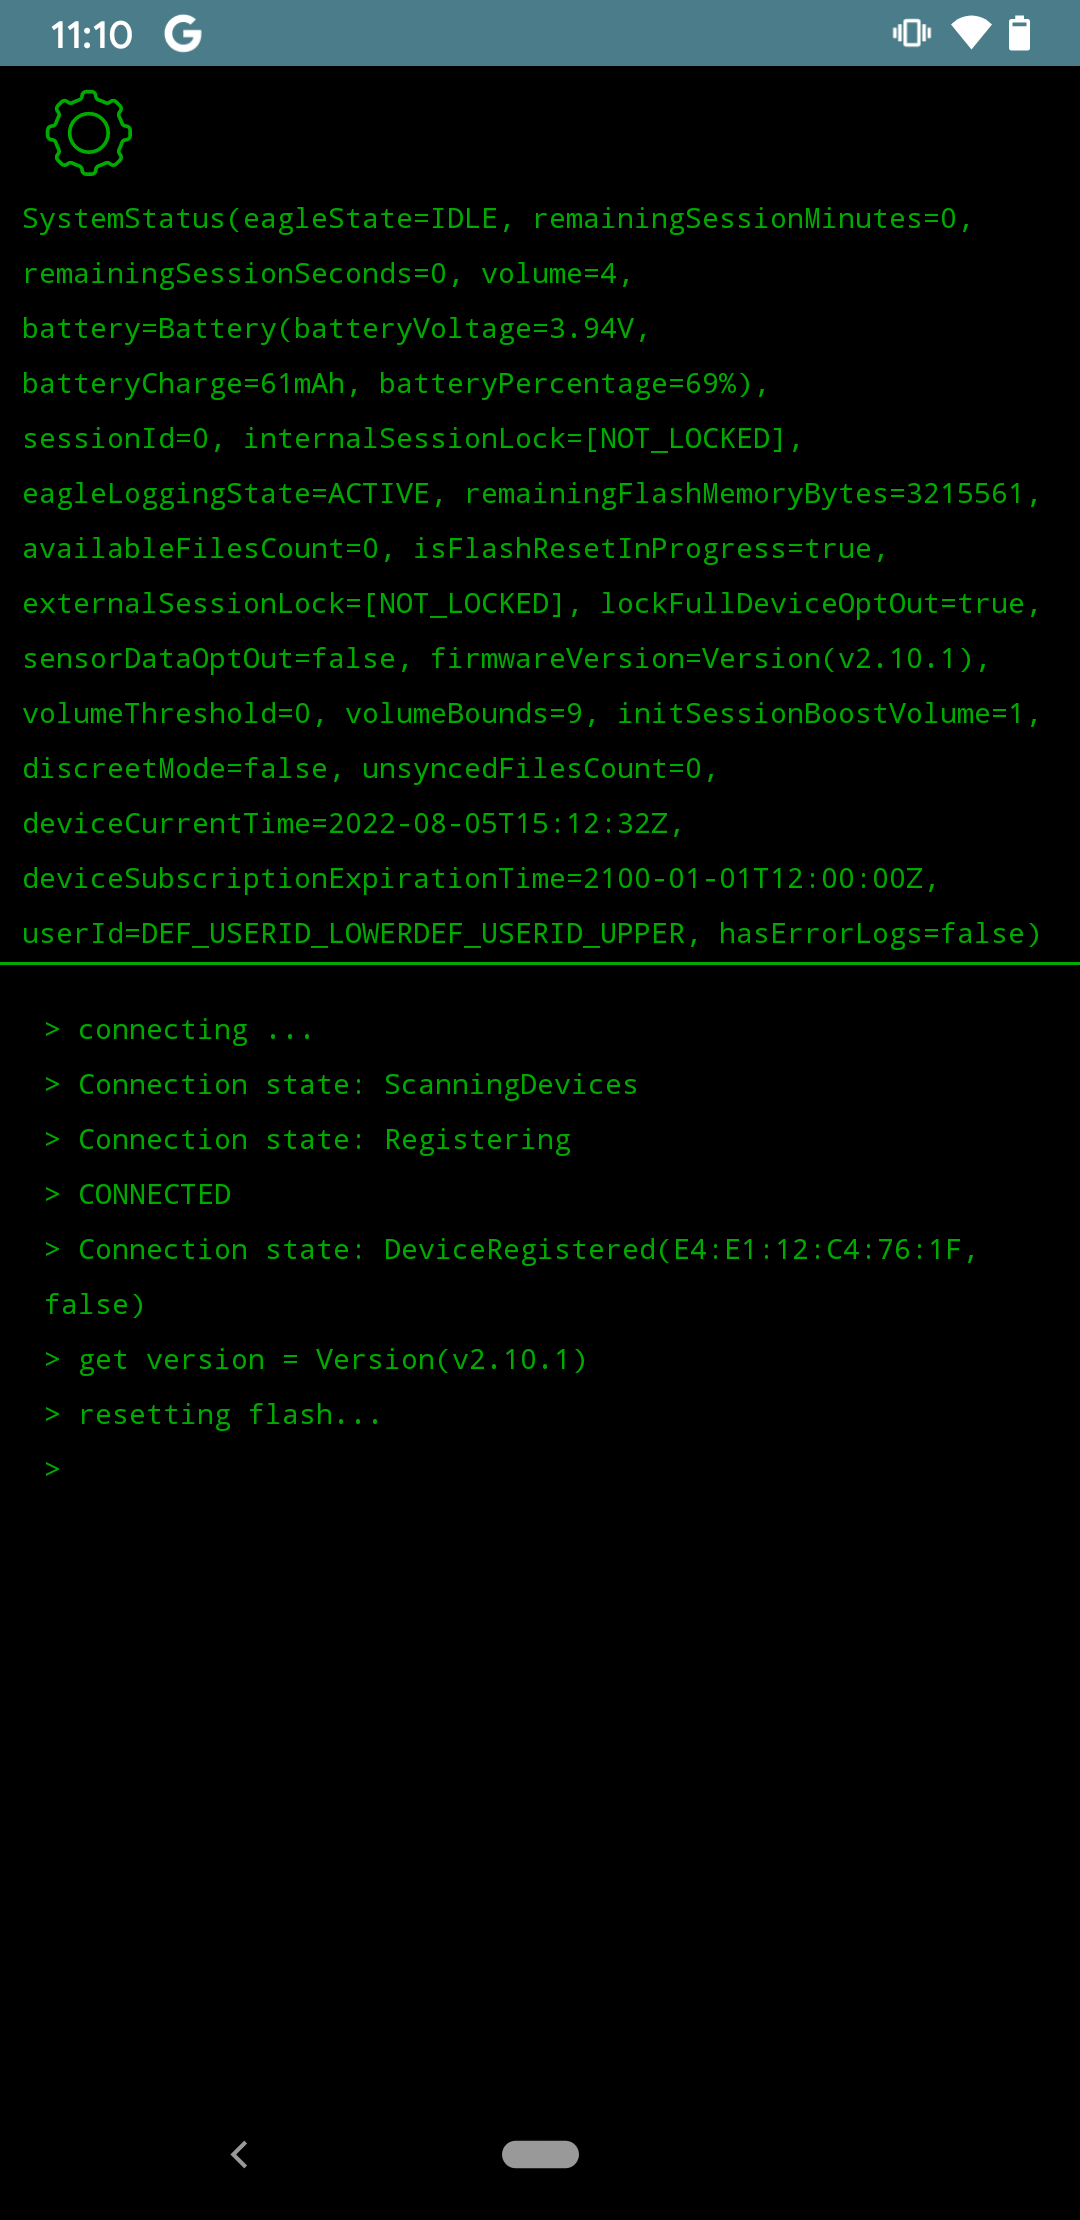 11:10 G
SystemStatus(eagleState=IDLE, remainingSessionMinutes=0,
remainingSessionSeconds=0, volume=4,
battery=Battery(batteryVoltage=3.94V,
batteryCharge=61mAh, batteryPercentage=69%),
sessionId=0, internalSessionLock=[NOT_LOCKED],
eagleLoggingState=ACTIVE, remainingFlashMemoryBytes=3215561,
availableFilesCount=0, isFlashResetInProgress=true,
externalSessionLock=[NOT_LOCKED], lockFullDeviceOptOut=true,
sensorDataOptOut=false, firmwareVersion=Version(v2.10.1),
volumeThreshold=0, volumeBounds=9, initSessionBoostVolume=1,
discreetMode=false, unsyncedFilesCount=0,
deviceCurrentTime=2022-08-05T15:12:32Z,
deviceSubscriptionExpirationTime=2100-01-01T12:00:00Z,
userId=DEF_USERID_LOWERDEF_USERID_UPPER, hasErrorLogs=false)
> connecting ...
> Connection state: ScanningDevices
> Connection state: Registering
> CONNECTED
> Connection state: DeviceRegistered(E4:E1:12:C4:76:1F,
false)
> get version = Version(v2.10.1)
> resetting flash...
>